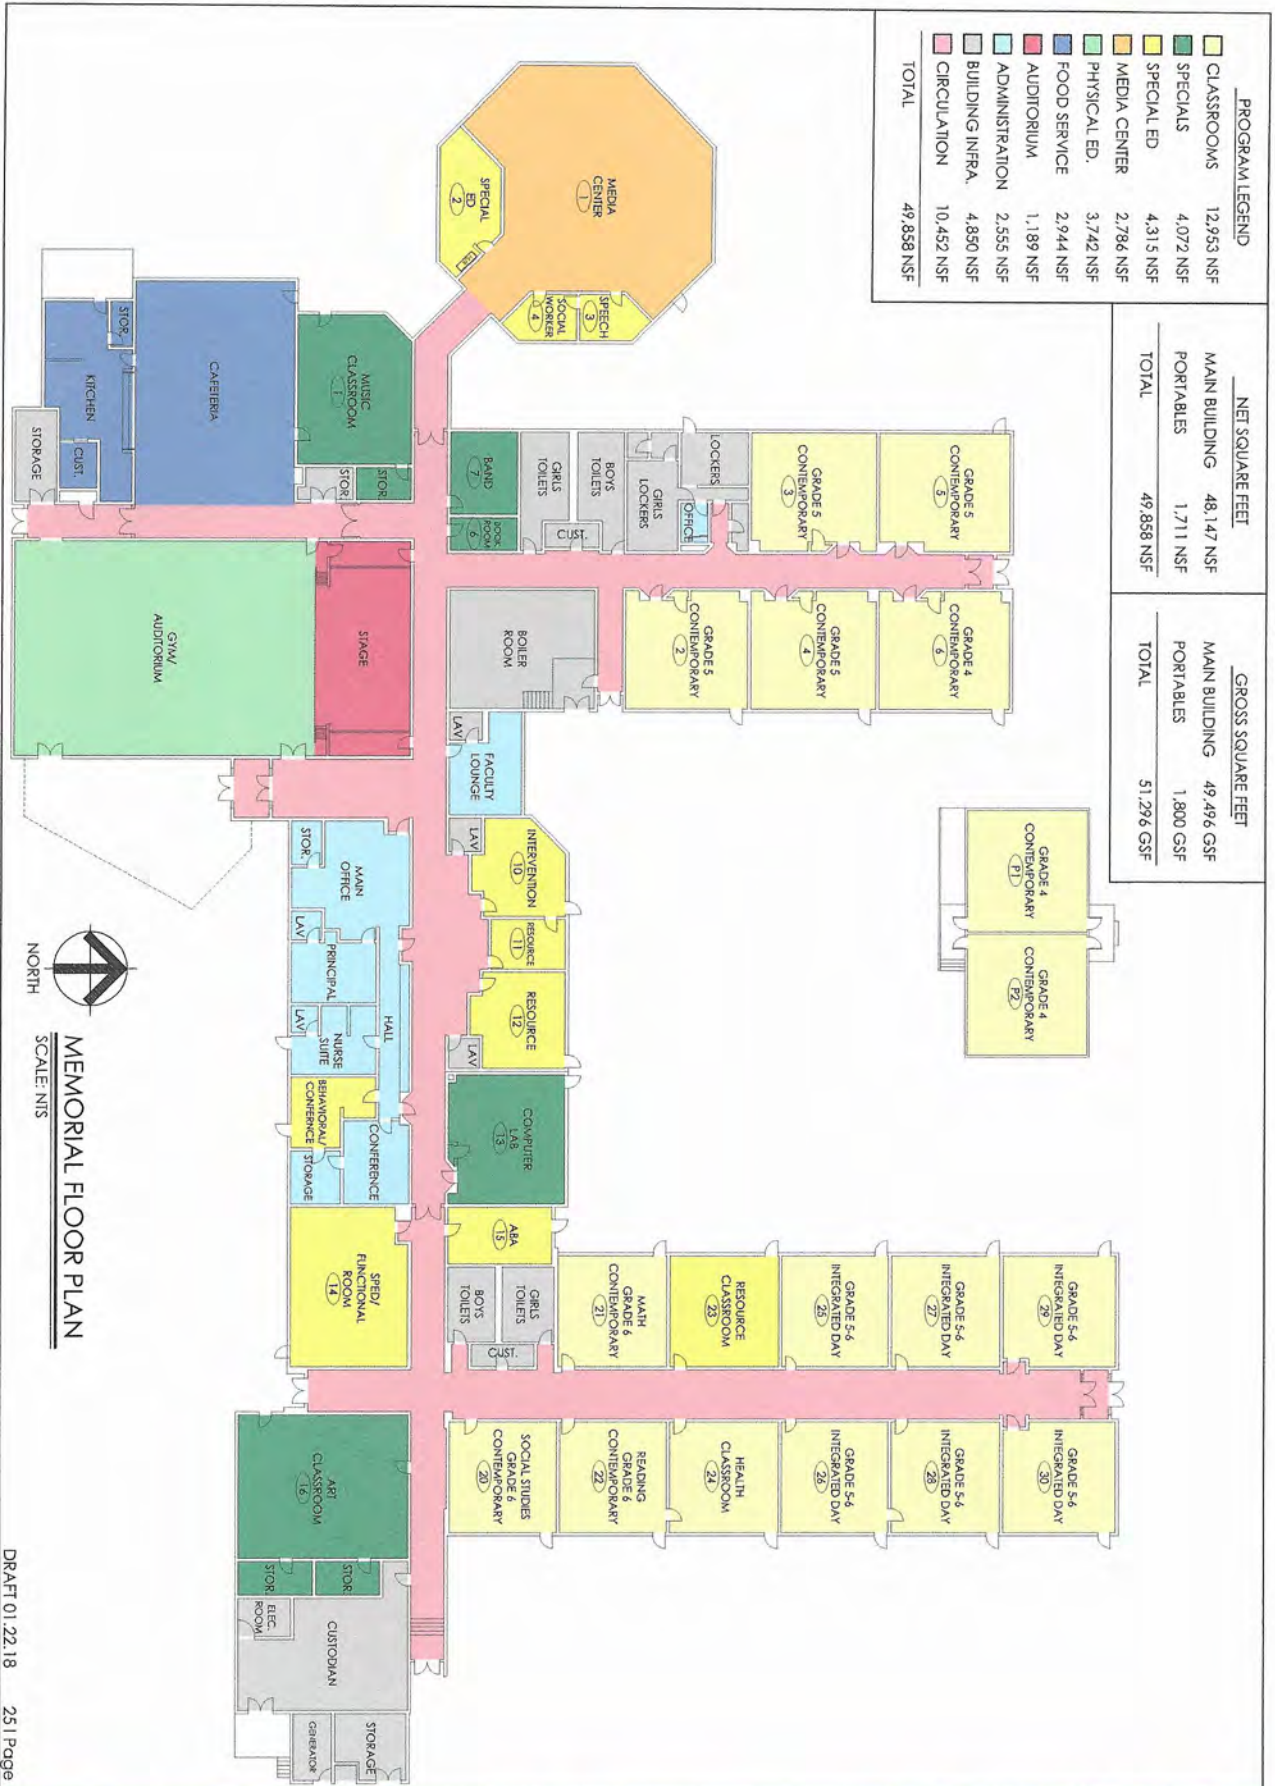 PROGRAM LEGEND
CLASSROOMS 12,953 NSF
SPECIALS 4,072 NSF
SPECIAL ED 4,315 NSF
MEDIA CENTER 2,786 NSF
PHYSICAL ED. 3,742 NSF
FOOD SERVICE 2,944 NSF
AUDITORIUM 1,189 NSF
ADMINISTRATION 2,555 NSF
BUILDING INFRA. 4,850 NSF
CIRCULATION 10,452 NSF
TOTAL 49,858 NSF
NET SQUARE FEET
MAIN BUILDING 48,147 NSF
PORTABLES 1,711 NSF
TOTAL 49,858 NSF
GROSS SQUARE FEET
MAIN BUILDING 49,496 GSF
PORTABLES 1,800 GSF
TOTAL 51,296 GSF
MEDIA
CENTER
1
SPECIAL
ED
2
SPEECH
3
SOCIAL
WORKER
4
GRADE 5
CONTEMPORARY
5
GRADE 5
CONTEMPORARY
3
LOCKERS
OFFICE
GIRLS
LOCKERS
BOYS
TOILETS
GIRLS
TOILETS
CUST.
BAND
7
BOOK
ROOM
6
GRADE 4
CONTEMPORARY
6
GRADE 5
CONTEMPORARY
4
GRADE 5
CONTEMPORARY
2
BOILER
ROOM
GRADE 4
CONTEMPORARY
P1
GRADE 4
CONTEMPORARY
P2
MUSIC
CLASSROOM
1
STOR.
STOR.
CAFETERIA
STOR.
KITCHEN
CUST.
STORAGE
STAGE
GYM/
AUDITORIUM
LAV
FACULTY
LOUNGE
LAV
INTERVENTION
10
RESOURCE
11
RESOURCE
12
LAV
COMPUTER
LAB
13
STOR.
MAIN
OFFICE
LAV
PRINCIPAL
HALL
LAV
NURSE
SUITE
BEHAVIORAL/
CONFERNCE
CONFERENCE
STORAGE
ABA
15
GIRLS
TOILETS
BOYS
TOILETS
CUST.
SPED/
FUNCTIONAL
ROOM
14
GRADE 5-6
INTEGRATED DAY
29
GRADE 5-6
INTEGRATED DAY
27
GRADE 5-6
INTEGRATED DAY
25
RESOURCE
CLASSROOM
23
MATH
GRADE 6
CONTEMPORARY
21
GRADE 5-6
INTEGRATED DAY
30
GRADE 5-6
INTEGRATED DAY
28
GRADE 5-6
INTEGRATED DAY
26
HEALTH
CLASSROOM
24
READING
GRADE 6
CONTEMPORARY
22
SOCIAL STUDIES
GRADE 6
CONTEMPORARY
20
ART
CLASSROOM
16
STOR.
STOR.
ELEC.
ROOM
CUSTODIAN
STORAGE
GENERATOR
NORTH
MEMORIAL FLOOR PLAN
SCALE: NTS
DRAFT 01.22.18 25 | Page